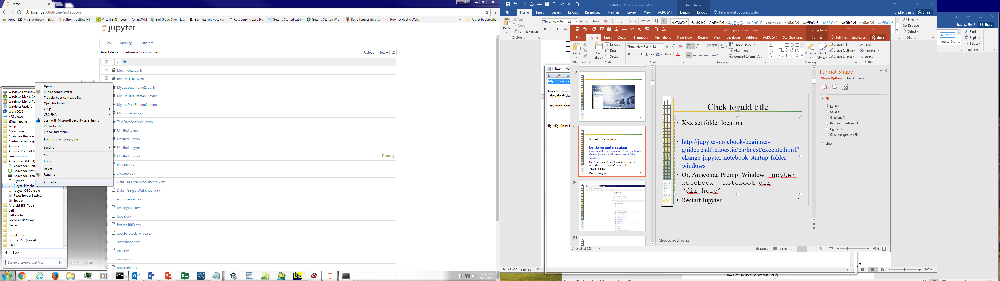 Home
Jim
localhost:8888/tree#notebooks
Apps
My Blackboard – Blac
python - getting HTT
Virtual EMS - Login
myWM
Earl Gregg Swem Libr
Business analytics cas
Raspberry Pi Zero He
Getting Started with R
Getting Started With
Basic Temperature Lo
How To Host A Webs
»
Other bookmarks
jupyter
Files
Running
Clusters
Select items to perform actions on them.
Upload
New
MultiIndex.ipynb
myJup-1-16.ipynb
MyJupDataFrame2.ipynb
MyJupDataFrames1.ipynb
MyJupDataFrames3.ipynb
MyJupSeries.ipynb
TextDataAnalysis.ipynb
Untitled.ipynb
Untitled1.ipynb
Untitled2.ipynb
Untitled3.ipynb
Running
bigmac.csv
chicago.csv
Data - Multiple Worksheets.xlsx
Data - Single Worksheet.xlsx
ecommerce.csv
employees.csv
foods.csv
fortune1000.csv
google_stock_price.csv
jamesbond.csv
nba.csv
pandas.zip
pokemon.csv
Open
Run as administrator
Troubleshoot compatibility
Open file location
7-Zip
CRC SHA
Scan with Microsoft Security Essentials...
Pin to Taskbar
Pin to Start Menu
Restore previous versions
Send to
Cut
Copy
Delete
Rename
Properties
Windows Fax and S
Windows Media Ce
Windows Media Pla
Windows Update
Word 2016
XPS Viewer
2BrightSparks
7-Zip
Accessories
Ad-Aware Browser
Alertus Technologi
Amazon
Amazon Redshift O
amazon.com
Anaconda2 (64-bit)
Anaconda Clou
Anaconda Navi
Anaconda Prom
IPython
Jupyter Notebook
Jupyter QTConsole
Reset Spyder Settings
Spyder
Android SDK Tools
Dell
Dell Printers
FileZilla FTP Client
Games
Git
Google Drive
Gurobi 6.5.1 (win64)
Intel
Back
Search programs and files
Shut down
11:59 AM
5/26/2017
BUAD5012Schedule.docx - Word
Table Tools
File
Home
Insert
Design
Layout
References
Mailings
Review
View
ACROBAT
Design
Layout
Tell me what you want to do...
Bradley, Jim R
Share
Paste
Cut
Copy
Format Painter
Clipboard
Times New Ro
12
Find
Replace
Select
Editing
Bradley, Jim R
Share
Intense Q...
Find
Replace
Select
Editing
links.txt - No
File
Edit
For
https://oraclec
links for actor
ftp://ftp.fu-be
us.imdb.com
ftp://ftp.funet.f
python.pptx - PowerPoint
Drawing Tools
File
Home
Insert
Design
Transitions
Animations
Slide Show
Review
View
Developer
Add-ins
ACROBAT
Storyboarding
Format
Tell me...
Bradley, Ji...
Share
Paste
Clipboard
New
Slide
Layout
Reset
Section
Slides
Times New Ror
32
Font
Text Direction
Align Text
Convert to SmartArt
Paragraph
Arrange
Quick
Styles
Shape Fill
Shape Outline
Shape Effects
Drawing
Find
Replace
Select
Editing
18
19
• Xxx set folder location
• http://jupyter-notebook-beginner-
guide.readthedocs.io/en/latest/execute.html#
change-jupyter-notebook-startup-folder-
windows
• Or, Anaconda Prompt Window, jupyter
notebook --notebook-dir
‘dir_here’
• Restart Jupyter
20
21
Click to add title
• Xxx set folder location
• http://jupyter-notebook-beginner-
guide.readthedocs.io/en/latest/execute.html#
change-jupyter-notebook-startup-folder-
windows
• Or, Anaconda Prompt Window, jupyter
notebook --notebook-dir
‘dir_here’
• Restart Jupyter
19
Click to add notes
Slide 19 of 260
Notes
Comments
60%
Format Shape
Shape Options
Text Options
Fill
No fill
Solid fill
Gradient fill
Picture or texture fill
Pattern fill
Slide background fill
Line
Page 4 of 6
Line: 32
931 w
100%
How to do this: alternatives?